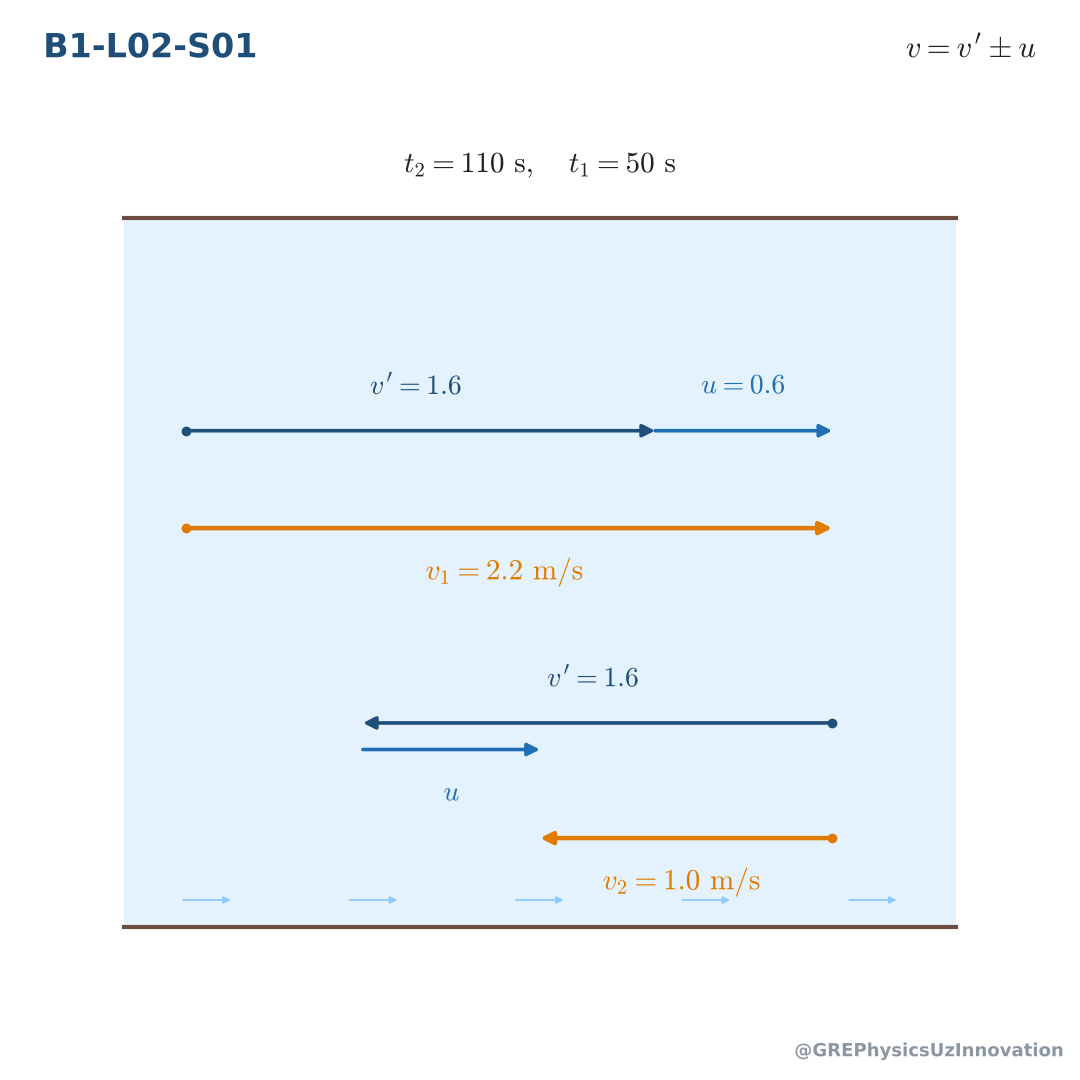 B1-L02-S01
v = v′ ± u
t₂ = 110 s, t₁ = 50 s
v′ = 1.6
u = 0.6
v₁ = 2.2 m/s
v′ = 1.6
u
v₂ = 1.0 m/s
@GREPhysicsUzInnovation